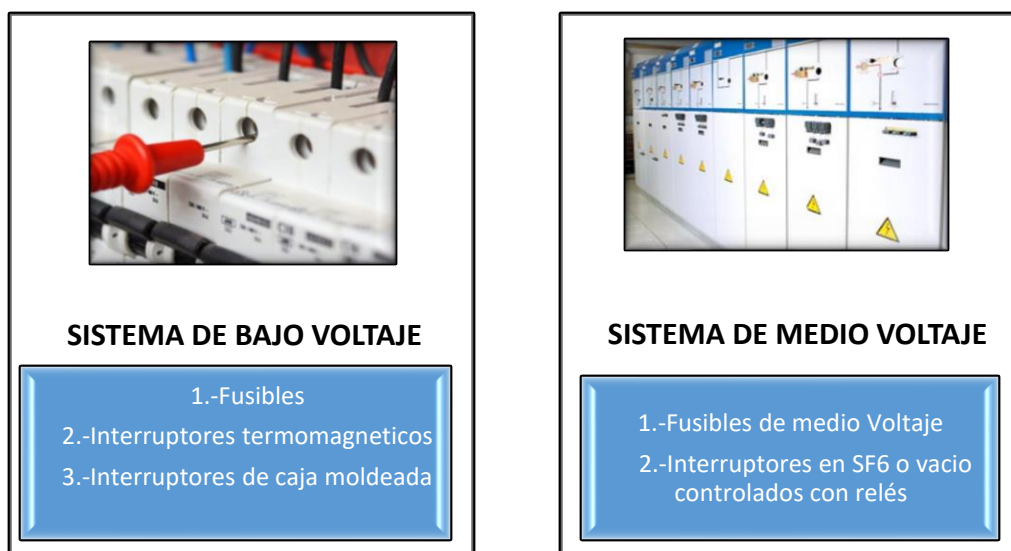 SISTEMA DE BAJO VOLTAJE
1.-Fusibles
2.-Interruptores termomagneticos
3.-Interruptores de caja moldeada
SISTEMA DE MEDIO VOLTAJE
1.-Fusibles de medio Voltaje
2.-Interruptores en SF6 o vacio
controlados con relés